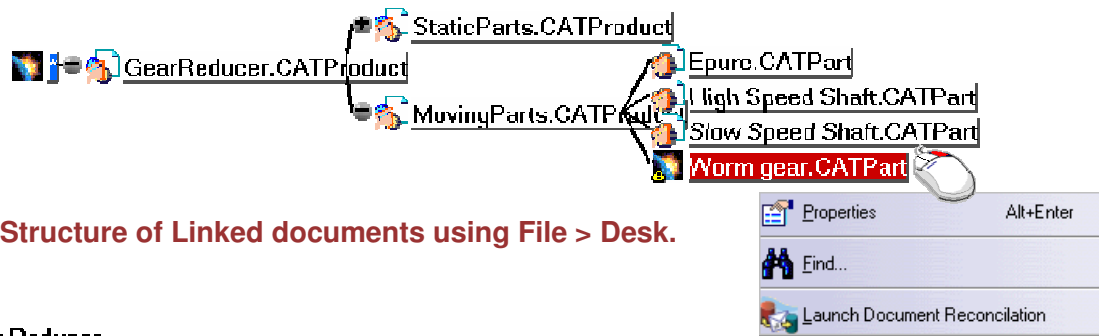 StaticParts.CATProduct
GearReducer.CATProduct
Epure.CATPart
High Speed Shaft.CATPart
MovingParts.CATProduct
Slow Speed Shaft.CATPart
Worm gear.CATPart
Properties Alt+Enter
Structure of Linked documents using File > Desk.
Find...
Launch Document Reconcilation